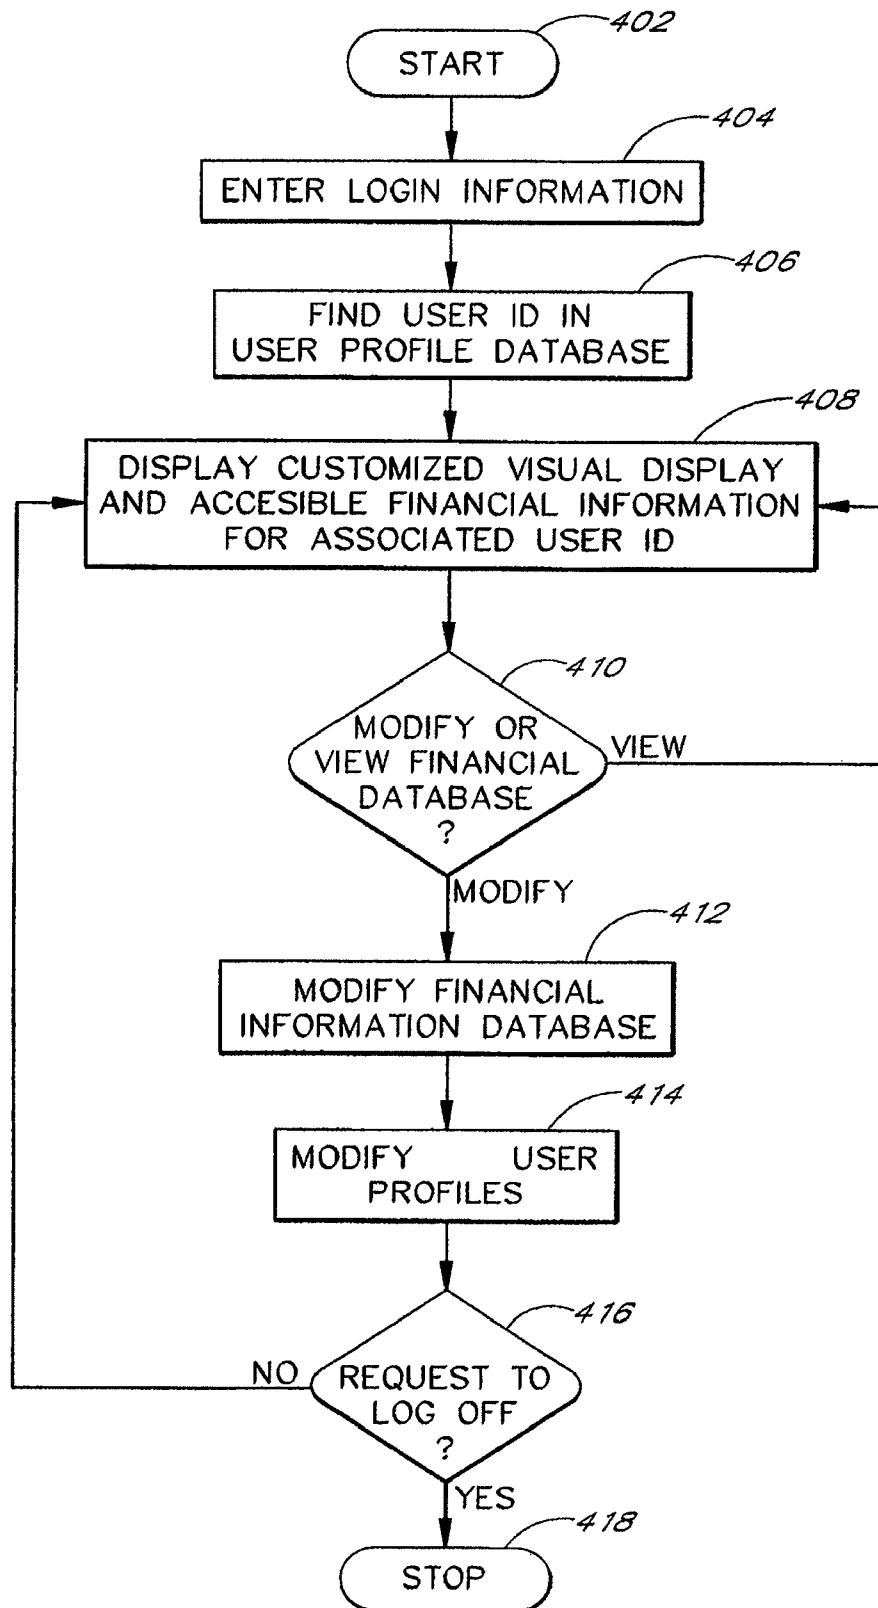 402
START
404
ENTER LOGIN INFORMATION
406
FIND USER ID IN
USER PROFILE DATABASE
408
DISPLAY CUSTOMIZED VISUAL DISPLAY
AND ACCESIBLE FINANCIAL INFORMATION
FOR ASSOCIATED USER ID
410
MODIFY OR
VIEW FINANCIAL
DATABASE
?
VIEW
MODIFY
412
MODIFY FINANCIAL
INFORMATION DATABASE
414
MODIFY USER
PROFILES
416
NO
REQUEST TO
LOG OFF
?
YES
418
STOP